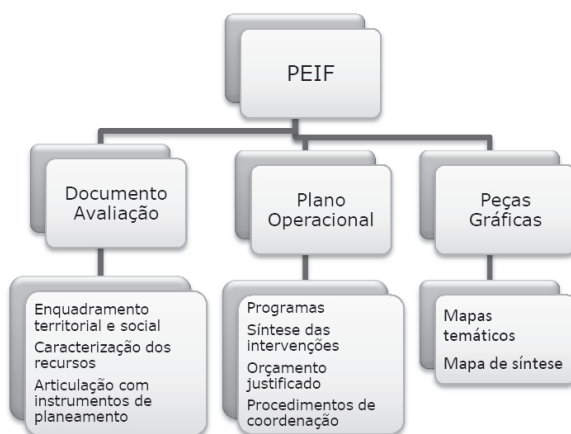 PEIF
Documento
Avaliação
Plano
Operacional
Peças
Gráficas
Enquadramento
territorial e social
Caracterização dos
recursos
Articulação com
instrumentos de
planeamento
Programas
Síntese das
intervenções
Orçamento
justificado
Procedimentos de
coordenação
Mapas
temáticos
Mapa de síntese